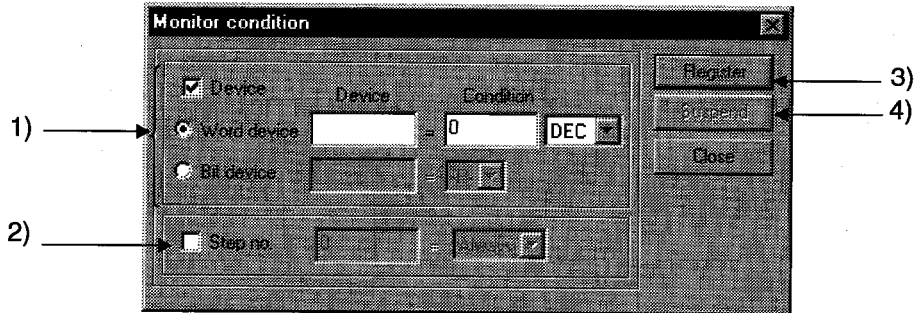 Monitor condition
Device
Device Condition
1)
Word device = 0 DEC
Bit device =
2)
Step no. 0 = Always
Register
3)
Suspend
4)
Close